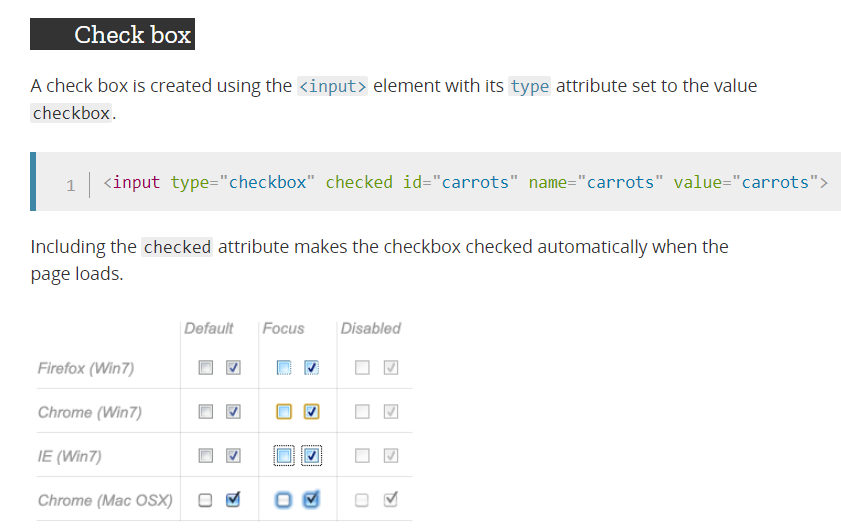 Check box
A check box is created using the <input> element with its type attribute set to the value
checkbox.
1 <input type="checkbox" checked id="carrots" name="carrots" value="carrots">
Including the checked attribute makes the checkbox checked automatically when the
page loads.
Default Focus Disabled
Firefox (Win7)
Chrome (Win7)
IE (Win7)
Chrome (Mac OSX)